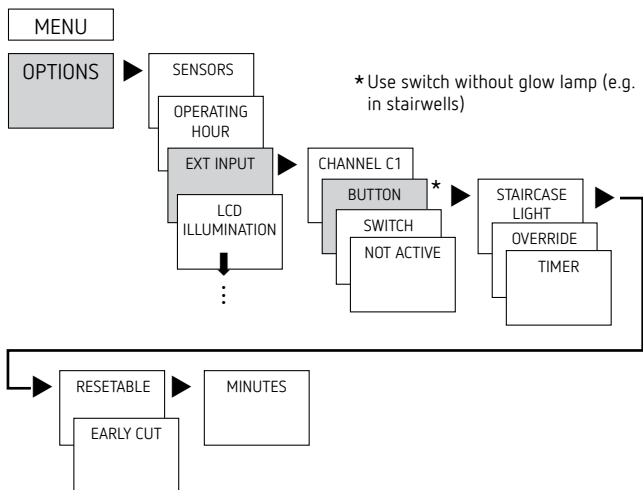 MENU
OPTIONS
SENSORS
OPERATING
HOUR
EXT INPUT
LCD
ILLUMINATION
* Use switch without glow lamp (e.g.
in stairwells)
CHANNEL C1
BUTTON *
SWITCH
NOT ACTIVE
STAIRCASE
LIGHT
OVERRIDE
TIMER
RESETABLE
EARLY CUT
MINUTES